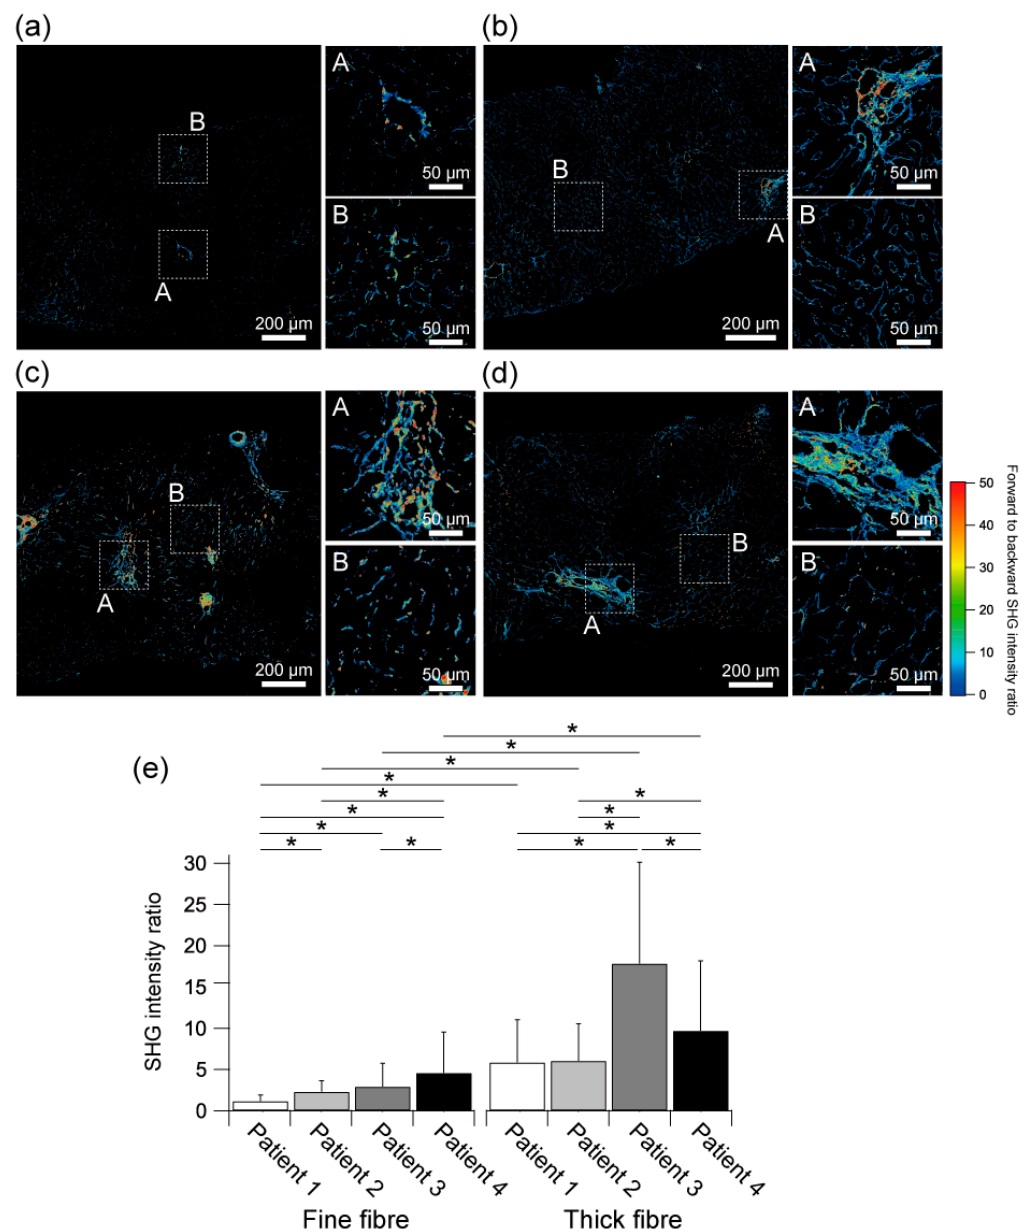 (a)
(b)
B
A
200 μm
A
50 μm
B
50 μm
B
A
200 μm
A
50 μm
B
50 μm
(c)
(d)
B
A
200 μm
A
50 μm
B
50 μm
B
A
200 μm
A
50 μm
B
50 μm
50
40
30
20
10
0
Forward to backward SHG intensity ratio
(e)
*
*
*
*
* *
* *
* *
* * * *
30
25
20
15
10
5
0
SHG intensity ratio
Patient 1
Patient 2
Patient 3
Patient 4
Patient 1
Patient 2
Patient 3
Patient 4
Fine fibre
Thick fibre